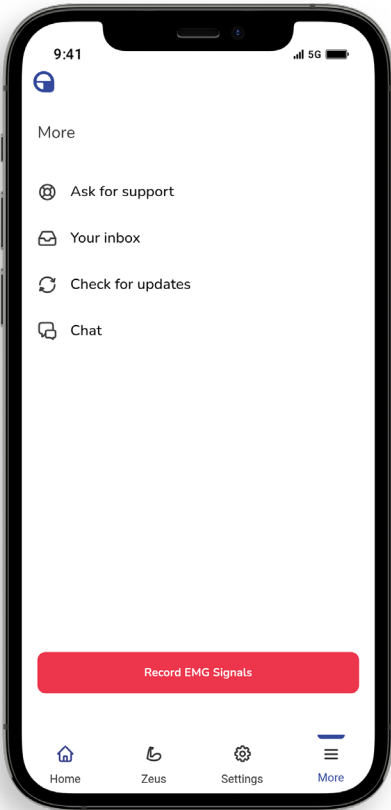 9:41
5G
More
Ask for support
Your inbox
Check for updates
Chat
Record EMG Signals
Home
Zeus
Settings
More